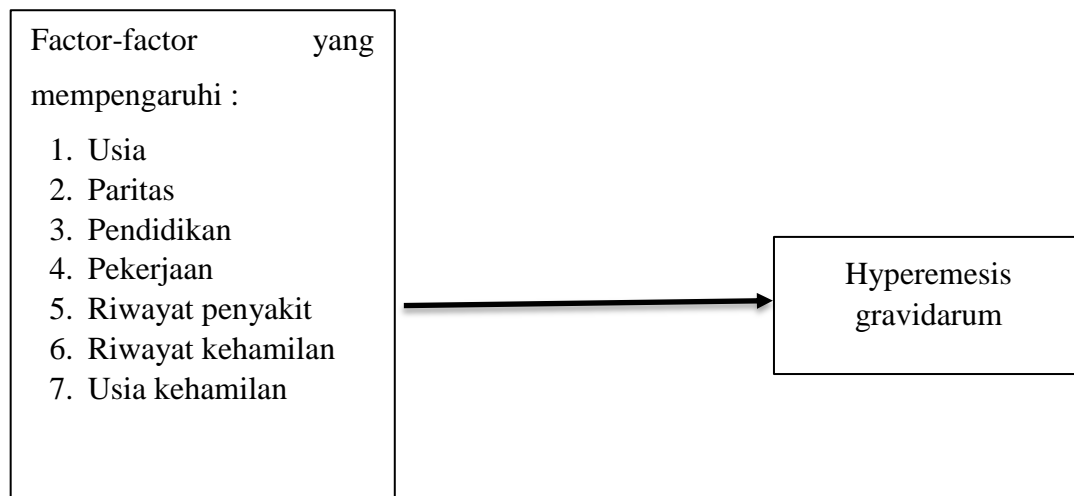 Factor-factor yang
mempengaruhi :
1. Usia
2. Paritas
3. Pendidikan
4. Pekerjaan
5. Riwayat penyakit
6. Riwayat kehamilan
7. Usia kehamilan
Hyperemesis
gravidarum